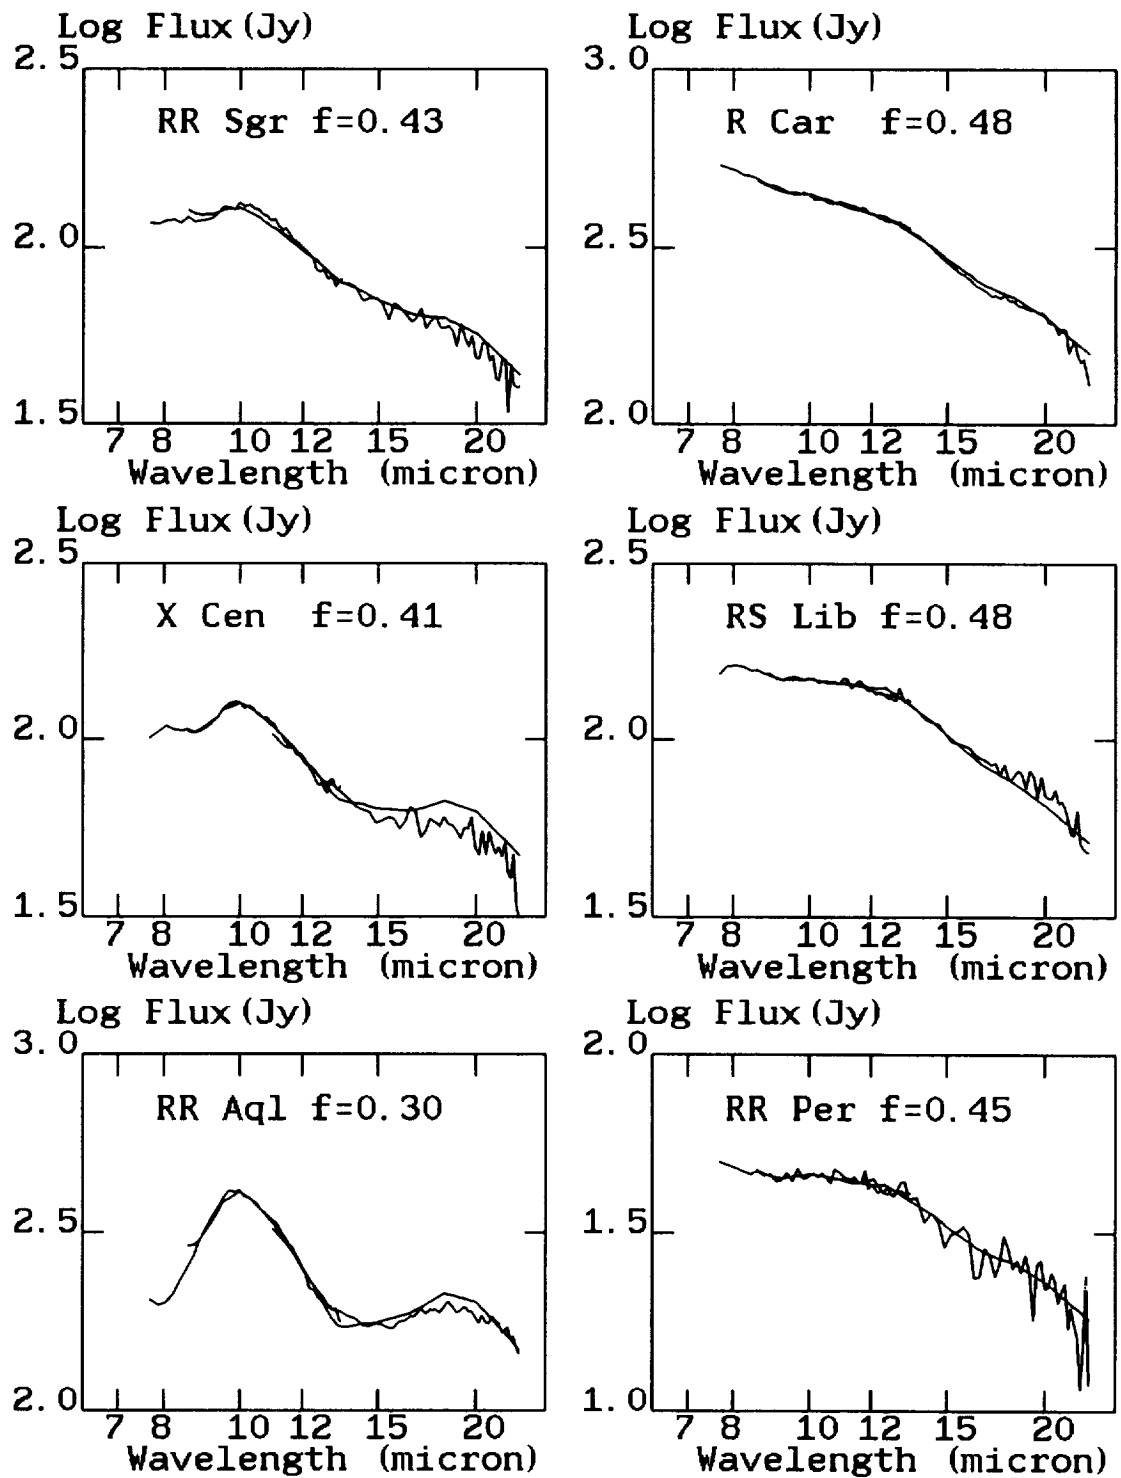 Log Flux (Jy)
2.5
RR Sgr f=0.43
2.0
1.5
7 8 10 12 15 20
Wavelength (micron)
Log Flux (Jy)
3.0
R Car f=0.48
2.5
2.0
7 8 10 12 15 20
Wavelength (micron)
Log Flux (Jy)
2.5
X Cen f=0.41
2.0
1.5
7 8 10 12 15 20
Wavelength (micron)
Log Flux (Jy)
2.5
RS Lib f=0.48
2.0
1.5
7 8 10 12 15 20
Wavelength (micron)
Log Flux (Jy)
3.0
RR Aql f=0.30
2.5
2.0
7 8 10 12 15 20
Wavelength (micron)
Log Flux (Jy)
2.0
RR Per f=0.45
1.5
1.0
7 8 10 12 15 20
Wavelength (micron)